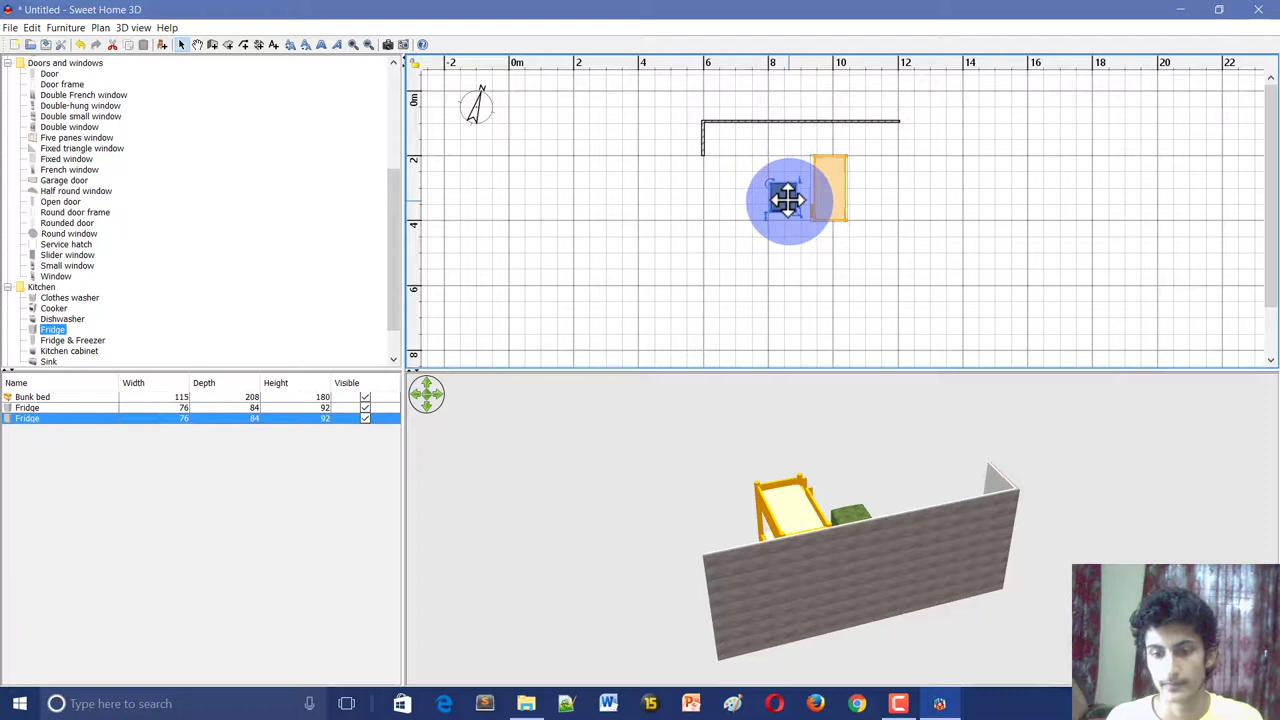 * Untitled - Sweet Home 3D
File Edit Furniture Plan 3D view Help
Doors and windows
Door
Door frame
Double French window
Double-hung window
Double small window
Double window
Five panes window
Fixed triangle window
Fixed window
French window
Garage door
Half round window
Open door
Round door frame
Rounded door
Round window
Service hatch
Slider window
Small window
Window
Kitchen
Clothes washer
Cooker
Dishwasher
Fridge
Fridge & Freezer
Kitchen cabinet
Sink
-2 0m 2 4 6 8 10 12 14 16 18 20 22
0m
2
4
6
8
N
Name Width Depth Height Visible
Bunk bed 115 208 180
Fridge 76 84 92
Fridge 76 84 92
Type here to search